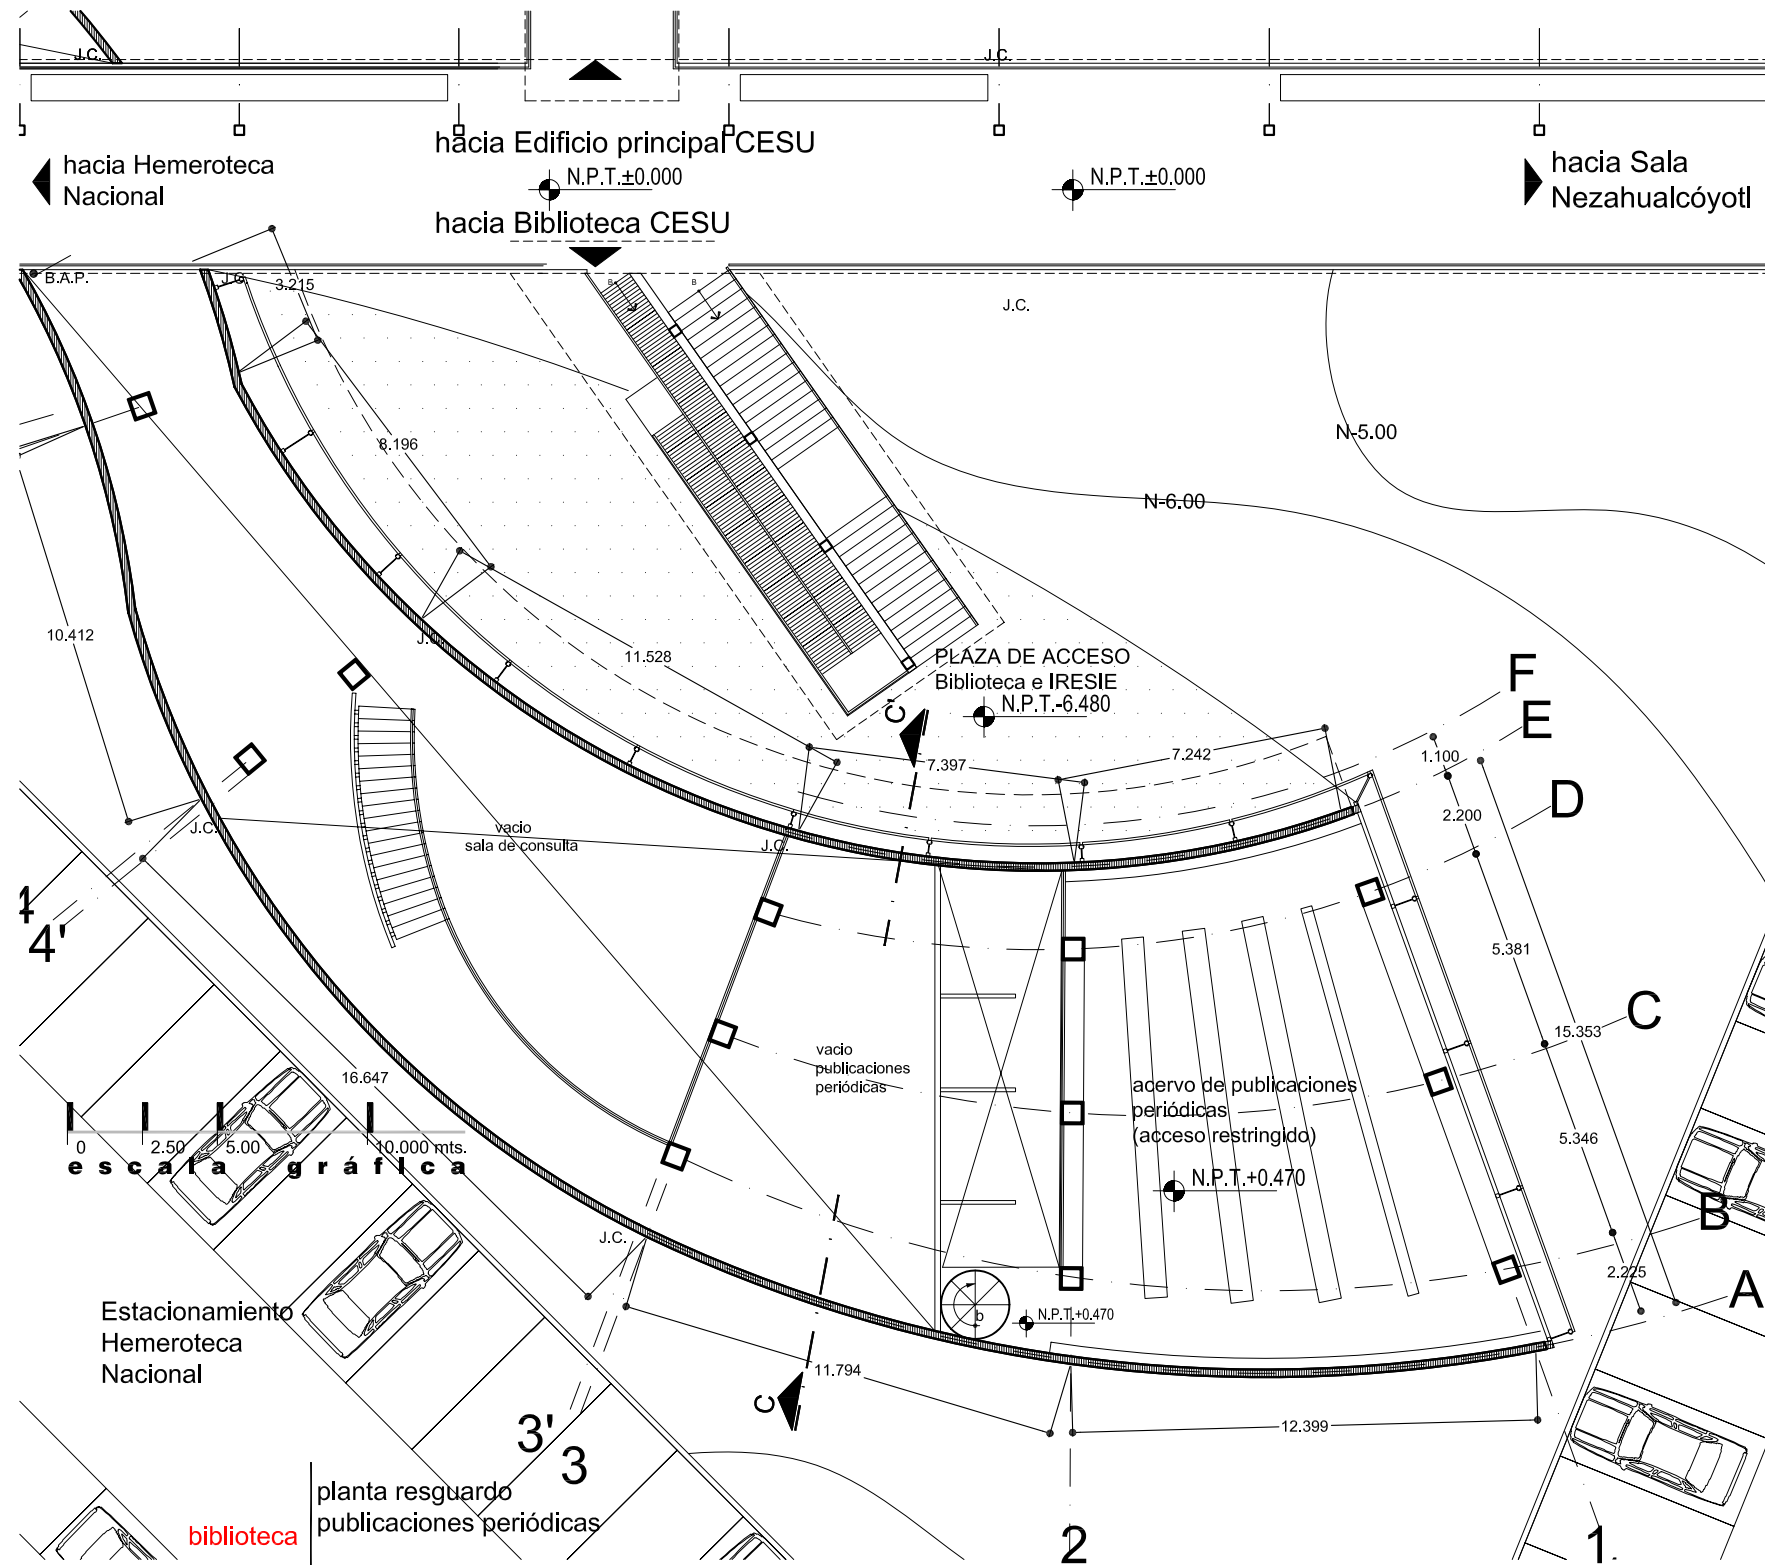 J.C.
J.C.
hacia Edificio principal CESU
hacia Hemeroteca
Nacional
N.P.T.±0.000
N.P.T.±0.000
hacia Sala
Nezahualcóyotl
hacia Biblioteca CESU
B.A.P.
J.C.
3.215
B
B
J.C.
8.196
N-5.00
N-6.00
10.412
J.C.
11.528
PLAZA DE ACCESO
Biblioteca e IRESIE
N.P.T.-6.480
C'
F
E
D
7.397
7.242
1.100
2.200
J.C.
vacio
sala de consulta
J.C.
4'
5.381
C
15.353
vacio
publicaciones
periódicas
acervo de publicaciones
periódicas
(acceso restringido)
16.647
0
2.50
5.00
10.000 mts.
escala gráfica
5.346
N.P.T.+0.470
B
J.C.
2.225
A
b
N.P.T.+0.470
Estacionamiento
Hemeroteca
Nacional
11.794
C
12.399
3'
3
planta resguardo
publicaciones periódicas
biblioteca
2
1